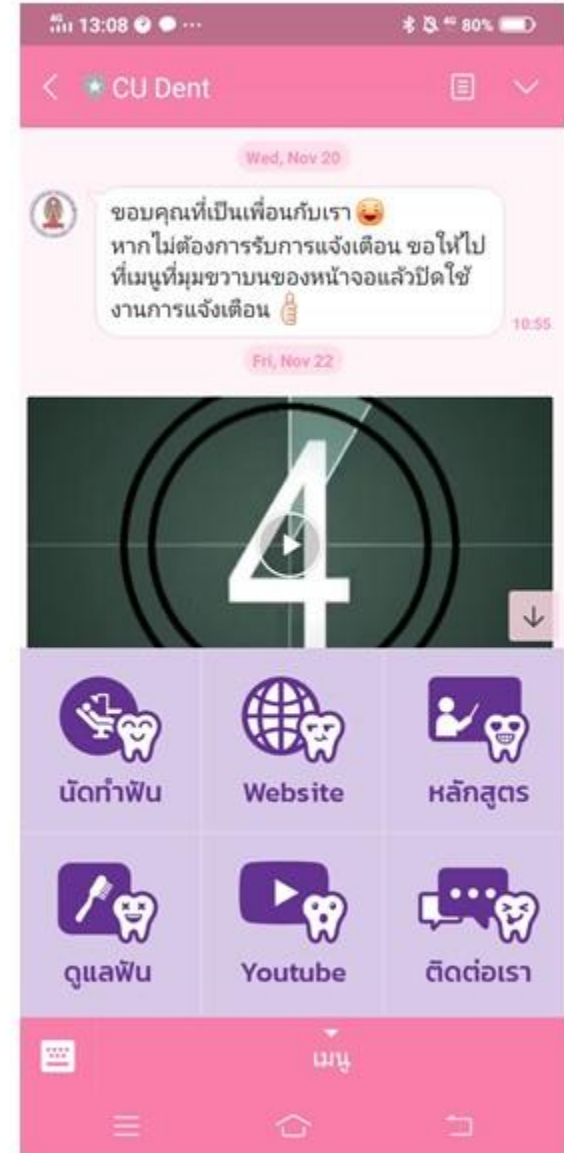 13:08
4G 80%
CU Dent
Wed, Nov 20
ขอบคุณที่เป็นเพื่อนกับเรา
หากไม่ต้องการรับการแจ้งเตือน ขอให้ไป
ที่เมนูที่มุมขวาบนของหน้าจอแล้วปิดใช้
งานการแจ้งเตือน
10:55
Fri, Nov 22
4
นัดทำฟัน
Website
หลักสูตร
ดูแลฟัน
Youtube
ติดต่อเรา
เมนู